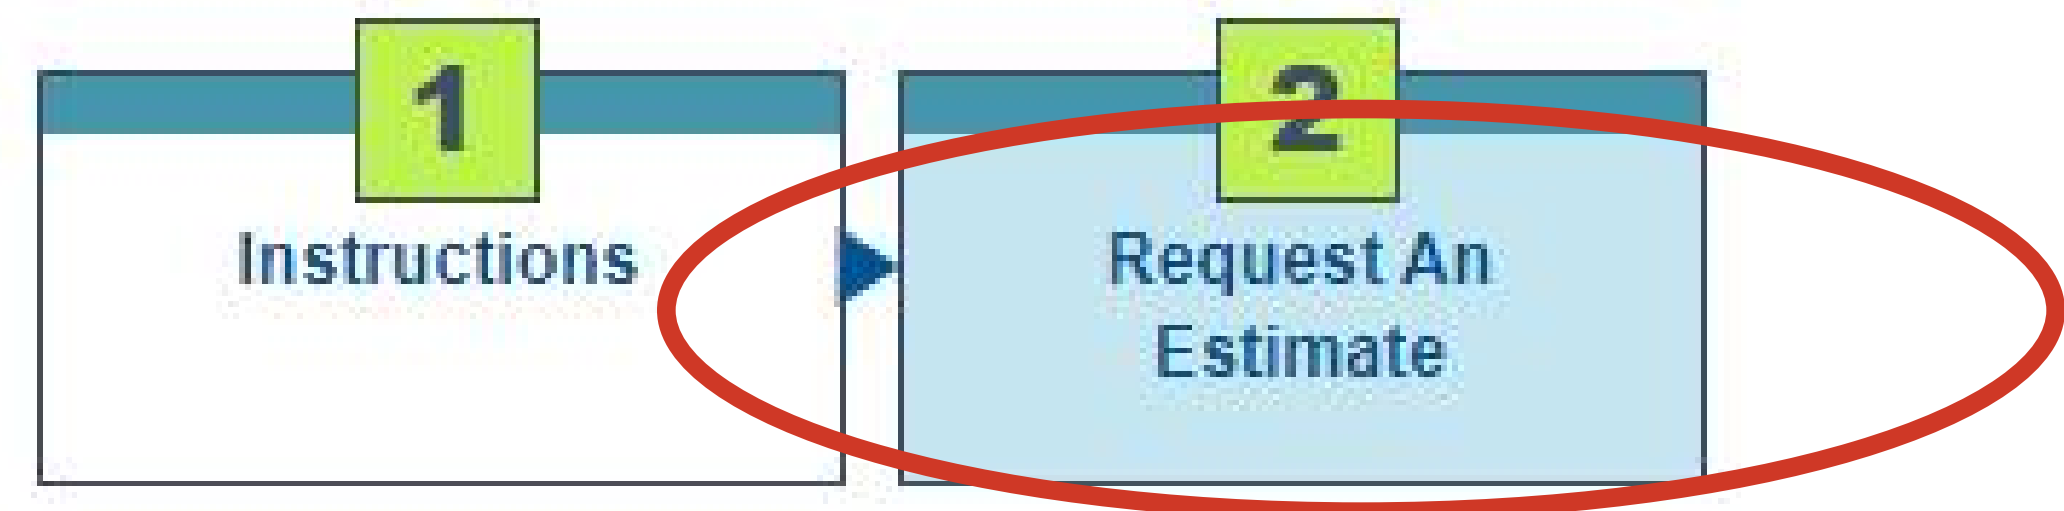 1
Instructions
2
Request An
Estimate